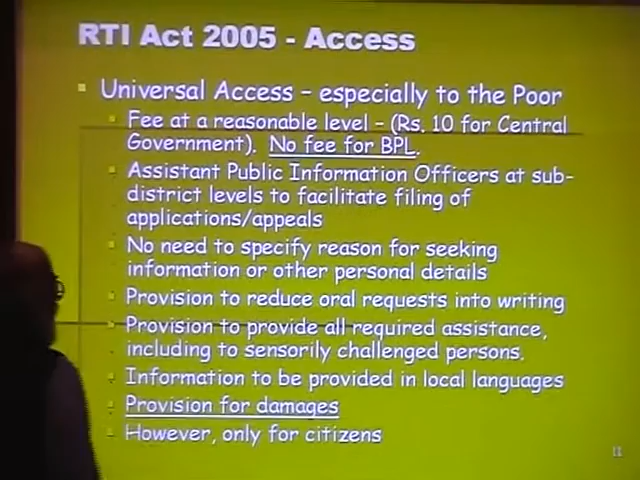 RTI Act 2005 - Access
Universal Access – especially to the Poor
Fee at a reasonable level – (Rs. 10 for Central
Government). No fee for BPL.
Assistant Public Information Officers at sub-
district levels to facilitate filing of
applications/appeals
No need to specify reason for seeking
information or other personal details
Provision to reduce oral requests into writing
Provision to provide all required assistance,
including to sensorily challenged persons.
Information to be provided in local languages
Provision for damages
However, only for citizens
11